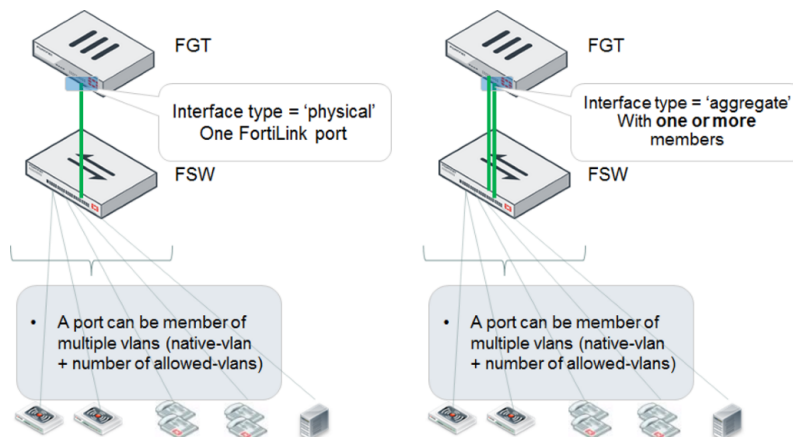 FGT
Interface type = 'physical'
One FortiLink port
FSW
• A port can be member of
multiple vlans (native-vlan
+ number of allowed-vlans)
FGT
Interface type = 'aggregate'
With one or more
members
FSW
• A port can be member of
multiple vlans (native-vlan
+ number of allowed-vlans)